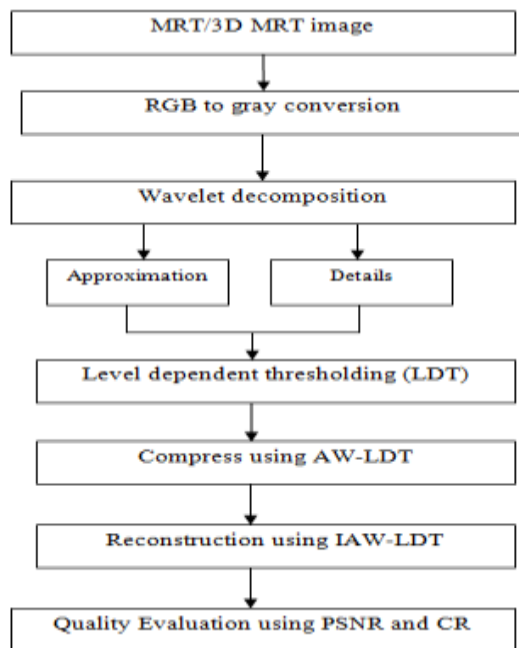 MRT/3D MRT image
RGB to gray conversion
Wavelet decomposition
Approximation
Details
Level dependent thresholding (LDT)
Compress using AW-LDT
Reconstruction using IAW-LDT
Quality Evaluation using PSNR and CR